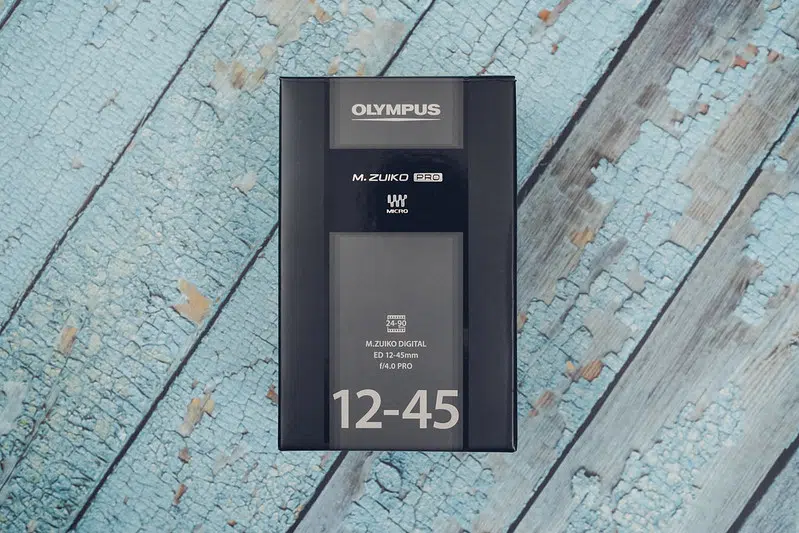 OLYMPUS
M.ZUIKO PRO
MICRO
24-90
M.ZUIKO DIGITAL
ED 12-45mm
f/4.0 PRO
12-45